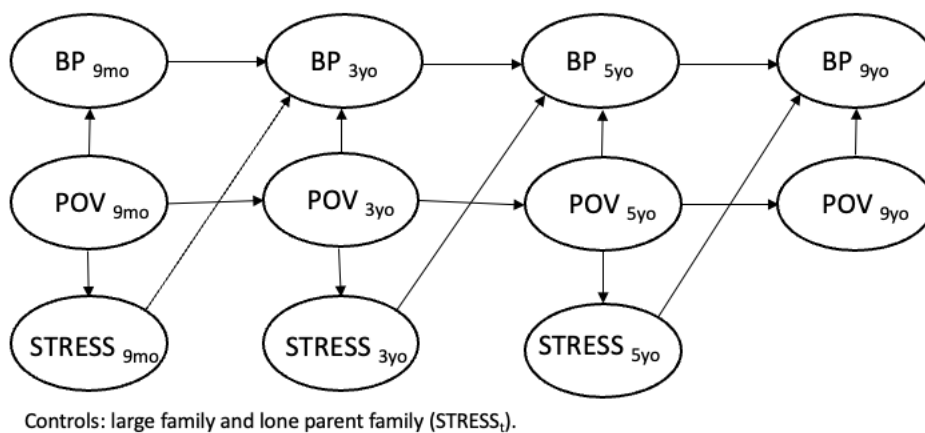 BP 9mo BP 3yo BP 5yo BP 9yo
POV 9mo POV 3yo POV 5yo POV 9yo
STRESS 9mo STRESS 3yo STRESS 5yo
Controls: large family and lone parent family (STRESSt).